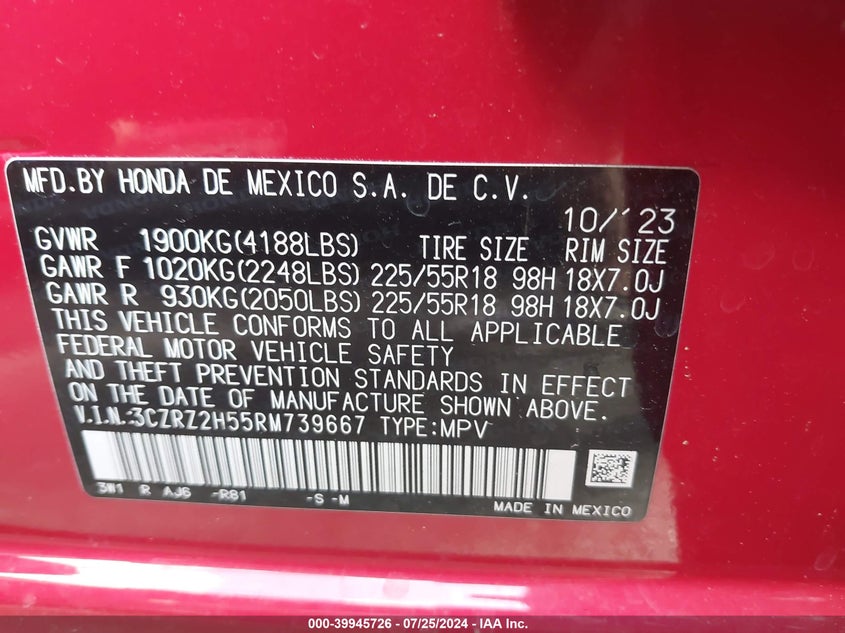 MFD.BY HONDA DE MEXICO S.A. DE C.V.
10/'23
GVWR 1900KG(4188LBS) TIRE SIZE RIM SIZE
GAWR F 1020KG(2248LBS) 225/55R18 98H 18X7.0J
GAWR R 930KG(2050LBS) 225/55R18 98H 18X7.0J
THIS VEHICLE CONFORMS TO ALL APPLICABLE
FEDERAL MOTOR VEHICLE SAFETY
AND THEFT PREVENTION STANDARDS IN EFFECT
ON THE DATE OF MANUFACTURE SHOWN ABOVE.
V.I.N.:3CZRZ2H55RM739667 TYPE:MPV
3W1 R AJ6 -R81 -S -M
MADE IN MEXICO
000-39945726 - 07/25/2024 - IAA Inc.